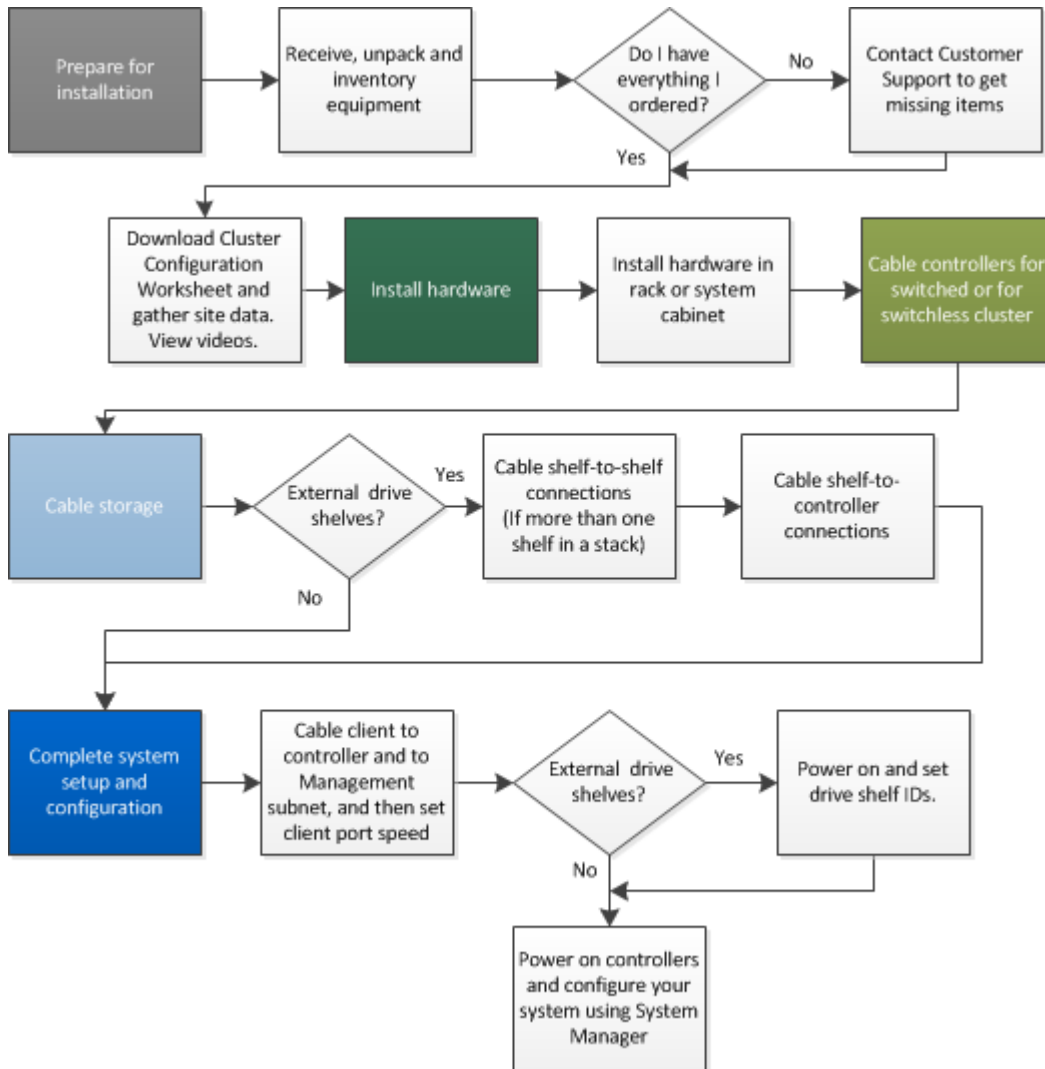 Prepare for
installation
Receive, unpack and
inventory
equipment
Do I have
everything I
ordered?
No
Contact Customer
Support to get
missing items
Yes
Download Cluster
Configuration
Worksheet and
gather site data.
View videos.
Install hardware
Install hardware in
rack or system
cabinet
Cable controllers for
switched or for
switchless cluster
Cable storage
External drive
shelves?
Yes
Cable shelf-to-shelf
connections
(If more than one
shelf in a stack)
Cable shelf-to-
controller
connections
No
Complete system
setup and
configuration
Cable client to
controller and to
Management
subnet, and then set
client port speed
External drive
shelves?
Yes
Power on and set
drive shelf IDs.
No
Power on controllers
and configure your
system using System
Manager